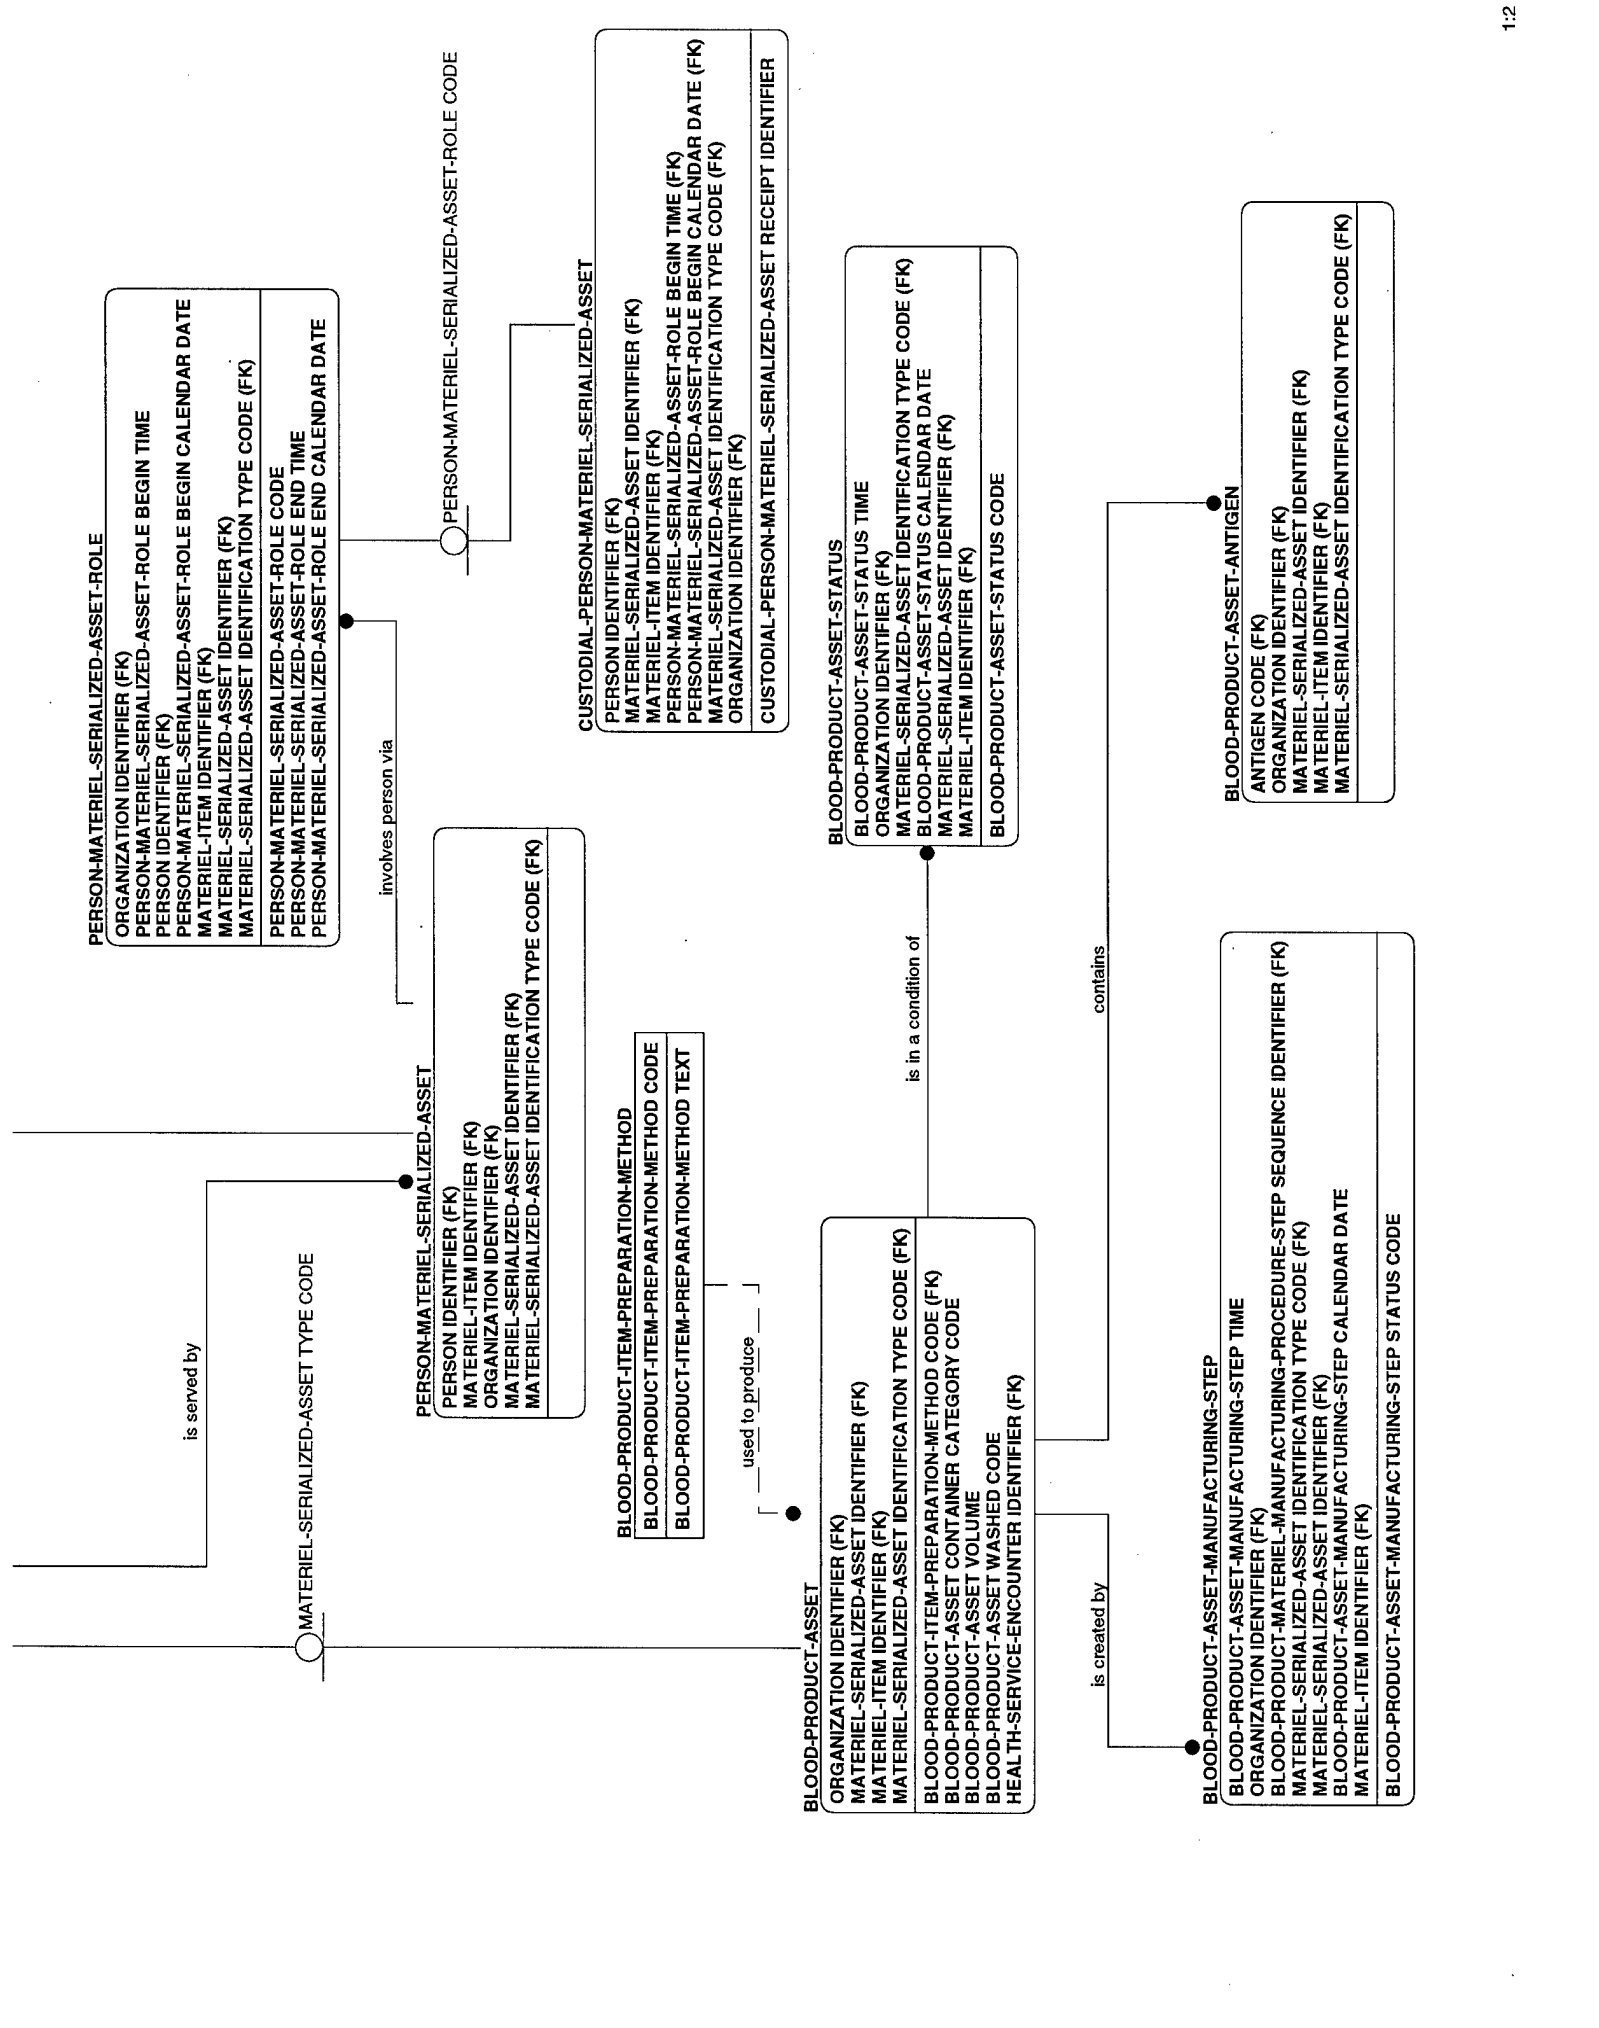 is served by
MATERIEL-SERIALIZED-ASSET TYPE CODE
PERSON-MATERIEL-SERIALIZED-ASSET-ROLE
ORGANIZATION IDENTIFIER (FK)
PERSON-MATERIEL-SERIALIZED-ASSET-ROLE BEGIN TIME
PERSON IDENTIFIER (FK)
PERSON-MATERIEL-SERIALIZED-ASSET-ROLE BEGIN CALENDAR DATE
MATERIEL-ITEM IDENTIFIER (FK)
MATERIEL-SERIALIZED-ASSET IDENTIFIER (FK)
MATERIEL-SERIALIZED-ASSET IDENTIFICATION TYPE CODE (FK)
PERSON-MATERIEL-SERIALIZED-ASSET-ROLE CODE
PERSON-MATERIEL-SERIALIZED-ASSET-ROLE END TIME
PERSON-MATERIEL-SERIALIZED-ASSET-ROLE END CALENDAR DATE
involves person via
PERSON-MATERIEL-SERIALIZED-ASSET-ROLE CODE
PERSON-MATERIEL-SERIALIZED-ASSET
PERSON IDENTIFIER (FK)
MATERIEL-ITEM IDENTIFIER (FK)
ORGANIZATION IDENTIFIER (FK)
MATERIEL-SERIALIZED-ASSET IDENTIFIER (FK)
MATERIEL-SERIALIZED-ASSET IDENTIFICATION TYPE CODE (FK)
CUSTODIAL-PERSON-MATERIEL-SERIALIZED-ASSET
PERSON IDENTIFIER (FK)
MATERIEL-SERIALIZED-ASSET IDENTIFIER (FK)
MATERIEL-ITEM IDENTIFIER (FK)
PERSON-MATERIEL-SERIALIZED-ASSET-ROLE BEGIN TIME (FK)
PERSON-MATERIEL-SERIALIZED-ASSET-ROLE BEGIN CALENDAR DATE (FK)
MATERIEL-SERIALIZED-ASSET IDENTIFICATION TYPE CODE (FK)
ORGANIZATION IDENTIFIER (FK)
CUSTODIAL-PERSON-MATERIEL-SERIALIZED-ASSET RECEIPT IDENTIFIER
BLOOD-PRODUCT-ITEM-PREPARATION-METHOD
BLOOD-PRODUCT-ITEM-PREPARATION-METHOD CODE
BLOOD-PRODUCT-ITEM-PREPARATION-METHOD TEXT
used to produce
BLOOD-PRODUCT-ASSET
ORGANIZATION IDENTIFIER (FK)
MATERIEL-SERIALIZED-ASSET IDENTIFIER (FK)
MATERIEL-ITEM IDENTIFIER (FK)
MATERIEL-SERIALIZED-ASSET IDENTIFICATION TYPE CODE (FK)
BLOOD-PRODUCT-ITEM-PREPARATION-METHOD CODE (FK)
BLOOD-PRODUCT-ASSET CONTAINER CATEGORY CODE
BLOOD-PRODUCT-ASSET VOLUME
BLOOD-PRODUCT-ASSET WASHED CODE
HEALTH-SERVICE-ENCOUNTER IDENTIFIER (FK)
is in a condition of
BLOOD-PRODUCT-ASSET-STATUS
BLOOD-PRODUCT-ASSET-STATUS TIME
ORGANIZATION IDENTIFIER (FK)
MATERIEL-SERIALIZED-ASSET IDENTIFICATION TYPE CODE (FK)
BLOOD-PRODUCT-ASSET-STATUS CALENDAR DATE
MATERIEL-SERIALIZED-ASSET IDENTIFIER (FK)
MATERIEL-ITEM IDENTIFIER (FK)
BLOOD-PRODUCT-ASSET-STATUS CODE
is created by
contains
BLOOD-PRODUCT-ASSET-MANUFACTURING-STEP
BLOOD-PRODUCT-ASSET-MANUFACTURING-STEP TIME
ORGANIZATION IDENTIFIER (FK)
BLOOD-PRODUCT-MATERIEL-MANUFACTURING-PROCEDURE-STEP SEQUENCE IDENTIFIER (FK)
MATERIEL-SERIALIZED-ASSET IDENTIFICATION TYPE CODE (FK)
MATERIEL-SERIALIZED-ASSET IDENTIFIER (FK)
BLOOD-PRODUCT-ASSET-MANUFACTURING-STEP CALENDAR DATE
MATERIEL-ITEM IDENTIFIER (FK)
BLOOD-PRODUCT-ASSET-MANUFACTURING-STEP STATUS CODE
BLOOD-PRODUCT-ASSET-ANTIGEN
ANTIGEN CODE (FK)
ORGANIZATION IDENTIFIER (FK)
MATERIEL-SERIALIZED-ASSET IDENTIFIER (FK)
MATERIEL-ITEM IDENTIFIER (FK)
MATERIEL-SERIALIZED-ASSET IDENTIFICATION TYPE CODE (FK)
1:2